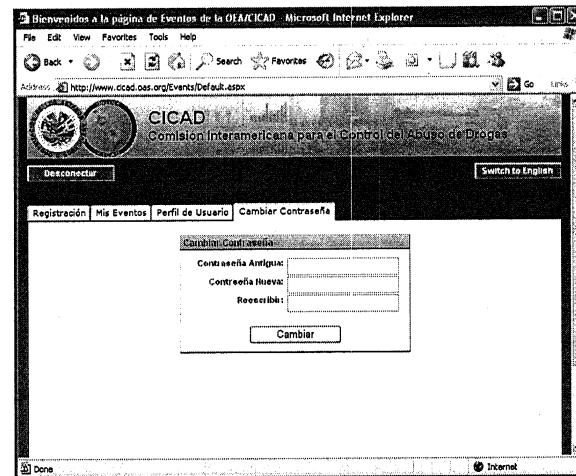 Bienvenidos a la página de Eventos de la OEA/CICAD - Microsoft Internet Explorer
File Edit View Favorites Tools Help
Back Search Favorites
Address http://www.cicad.oas.org/Events/Default.aspx Go Links
CICAD
Comision Interamericana para el Control del Abuso de Drogas
Desconectar Switch to English
Registración Mis Eventos Perfil de Usuario Cambiar Contraseña
Cambiar Contraseña
Contraseña Antigua:
Contreña Nueva:
Reescribir:
Cambiar
Done Internet